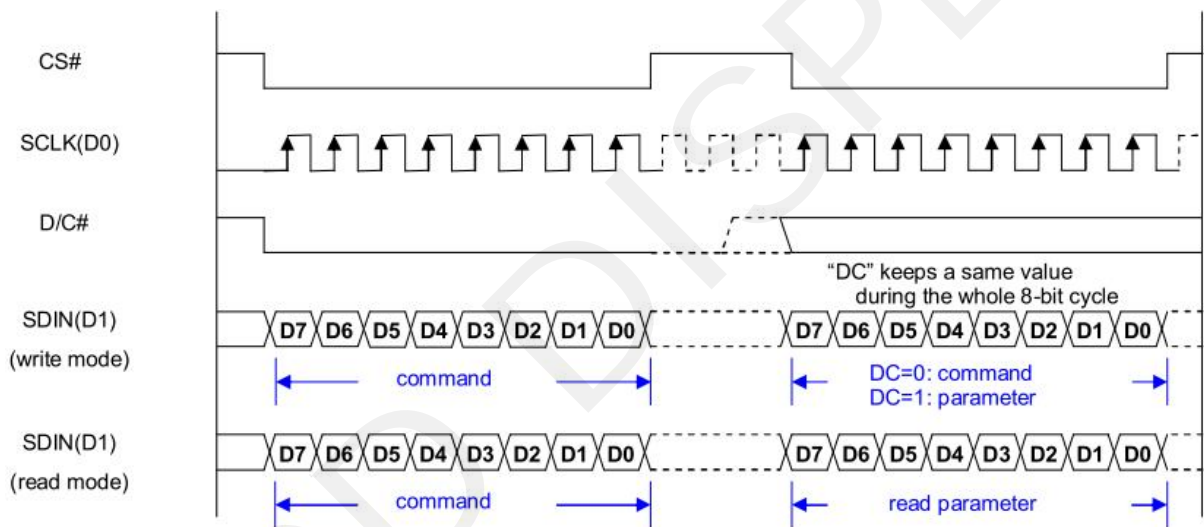 CS#
SCLK(D0)
D/C#
“DC” keeps a same value
during the whole 8-bit cycle
SDIN(D1)
(write mode)
D7 D6 D5 D4 D3 D2 D1 D0 D7 D6 D5 D4 D3 D2 D1 D0
command
DC=0: command
DC=1: parameter
SDIN(D1)
(read mode)
D7 D6 D5 D4 D3 D2 D1 D0 D7 D6 D5 D4 D3 D2 D1 D0
command
read parameter
D DISPL